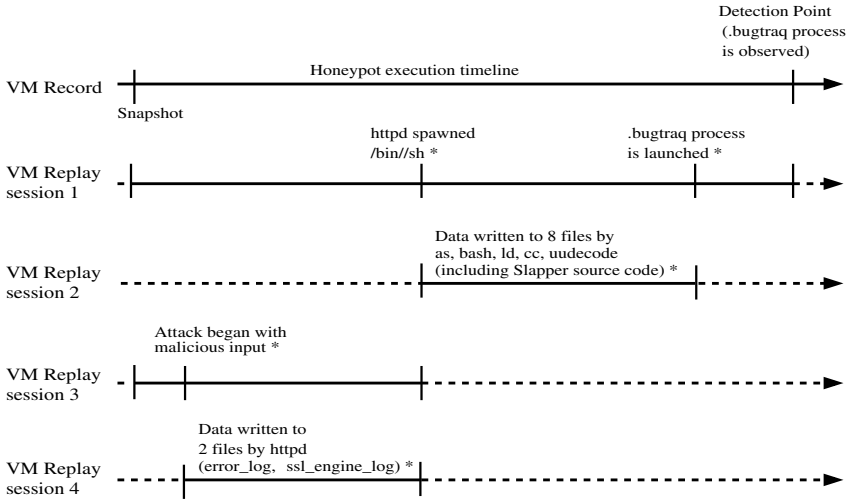 Detection Point
(.bugtraq process
is observed)
Honeypot execution timeline
VM Record
Snapshot
httpd spawned
/bin//sh *
.bugtraq process
is launched *
VM Replay
session 1
Data written to 8 files by
as, bash, ld, cc, uudecode
(including Slapper source code) *
VM Replay
session 2
Attack began with
malicious input *
VM Replay
session 3
Data written to
2 files by httpd
(error_log, ssl_engine_log) *
VM Replay
session 4